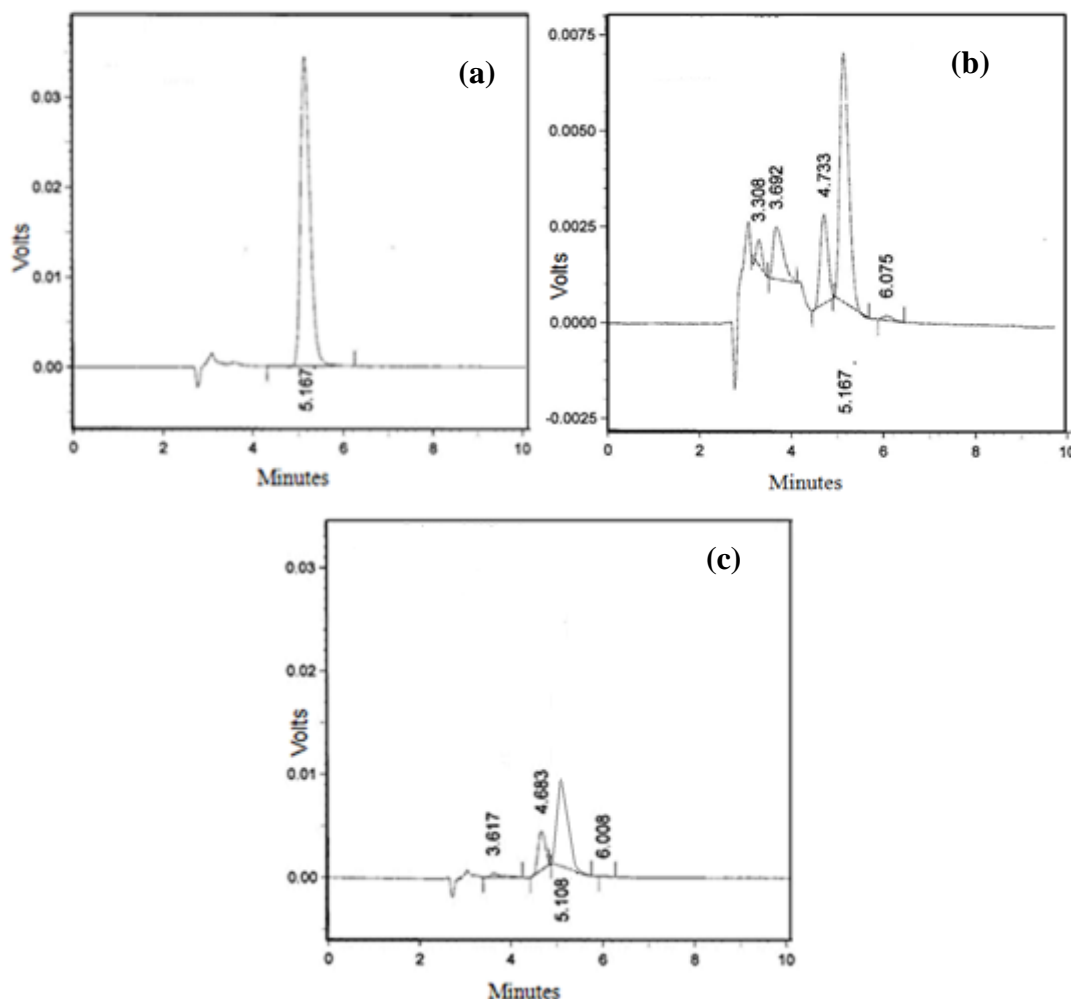 (a)
0.03
0.02
0.01
0.00
Volts
5.167
0 2 4 6 8 10
Minutes
(b)
0.0075
0.0050
0.0025
0.0000
-0.0025
Volts
3.308
3.692
4.733
5.167
6.075
0 2 4 6 8 10
Minutes
(c)
0.03
0.02
0.01
0.00
Volts
3.617
4.683
5.108
6.008
0 2 4 6 8 10
Minutes